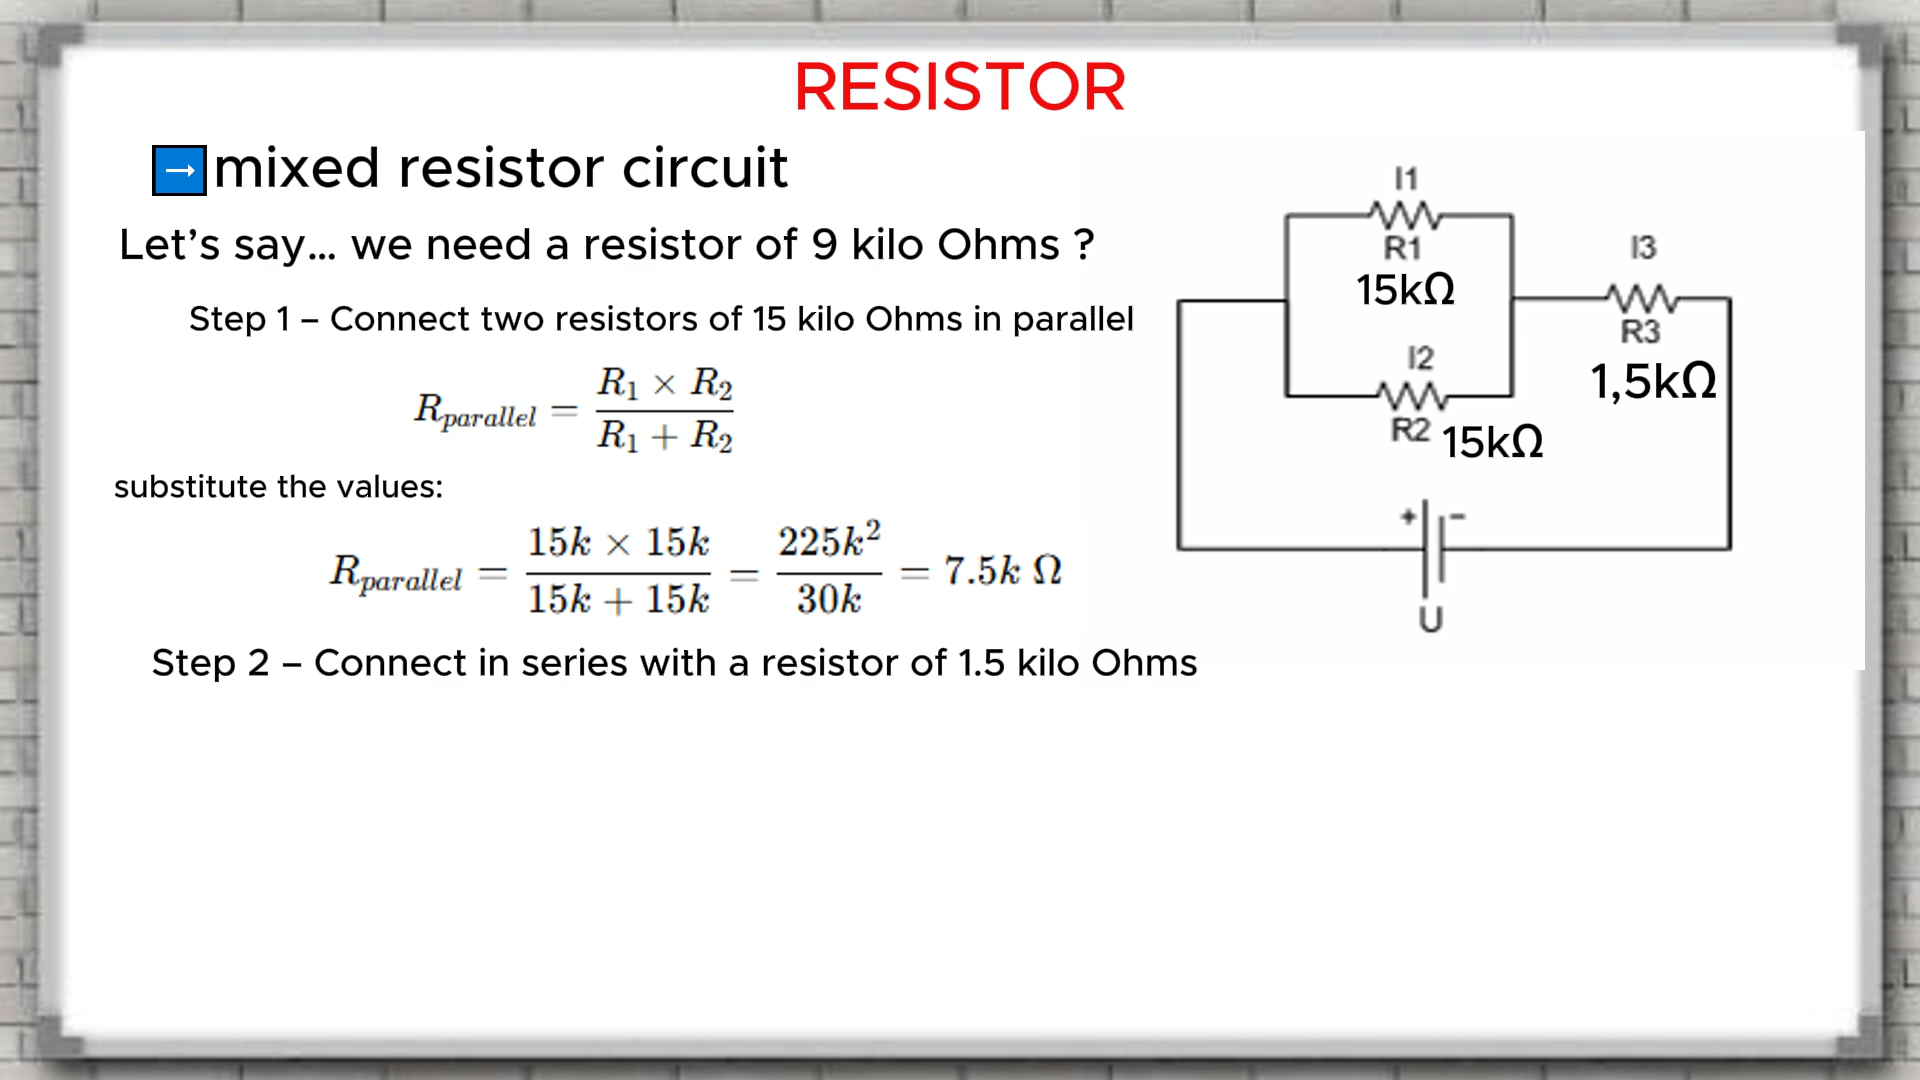 RESISTOR
→ mixed resistor circuit
Let’s say... we need a resistor of 9 kilo Ohms ?
Step 1 – Connect two resistors of 15 kilo Ohms in parallel
R_parallel = (R₁ × R₂) / (R₁ + R₂)
substitute the values:
R_parallel = (15k × 15k) / (15k + 15k) = 225k² / 30k = 7.5k Ω
Step 2 – Connect in series with a resistor of 1.5 kilo Ohms
I1
R1
15kΩ
I2
R2 15kΩ
I3
R3
1,5kΩ
+ −
U